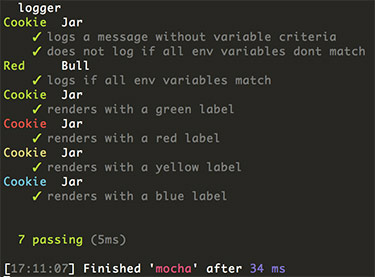 logger
Cookie Jar
✓ logs a message without variable criteria
✓ does not log if all env variables dont match
Red Bull
✓ logs if all env variables match
Cookie Jar
✓ renders with a green label
Cookie Jar
✓ renders with a red label
Cookie Jar
✓ renders with a yellow label
Cookie Jar
✓ renders with a blue label
7 passing (5ms)
[17:11:07] Finished 'mocha' after 34 ms